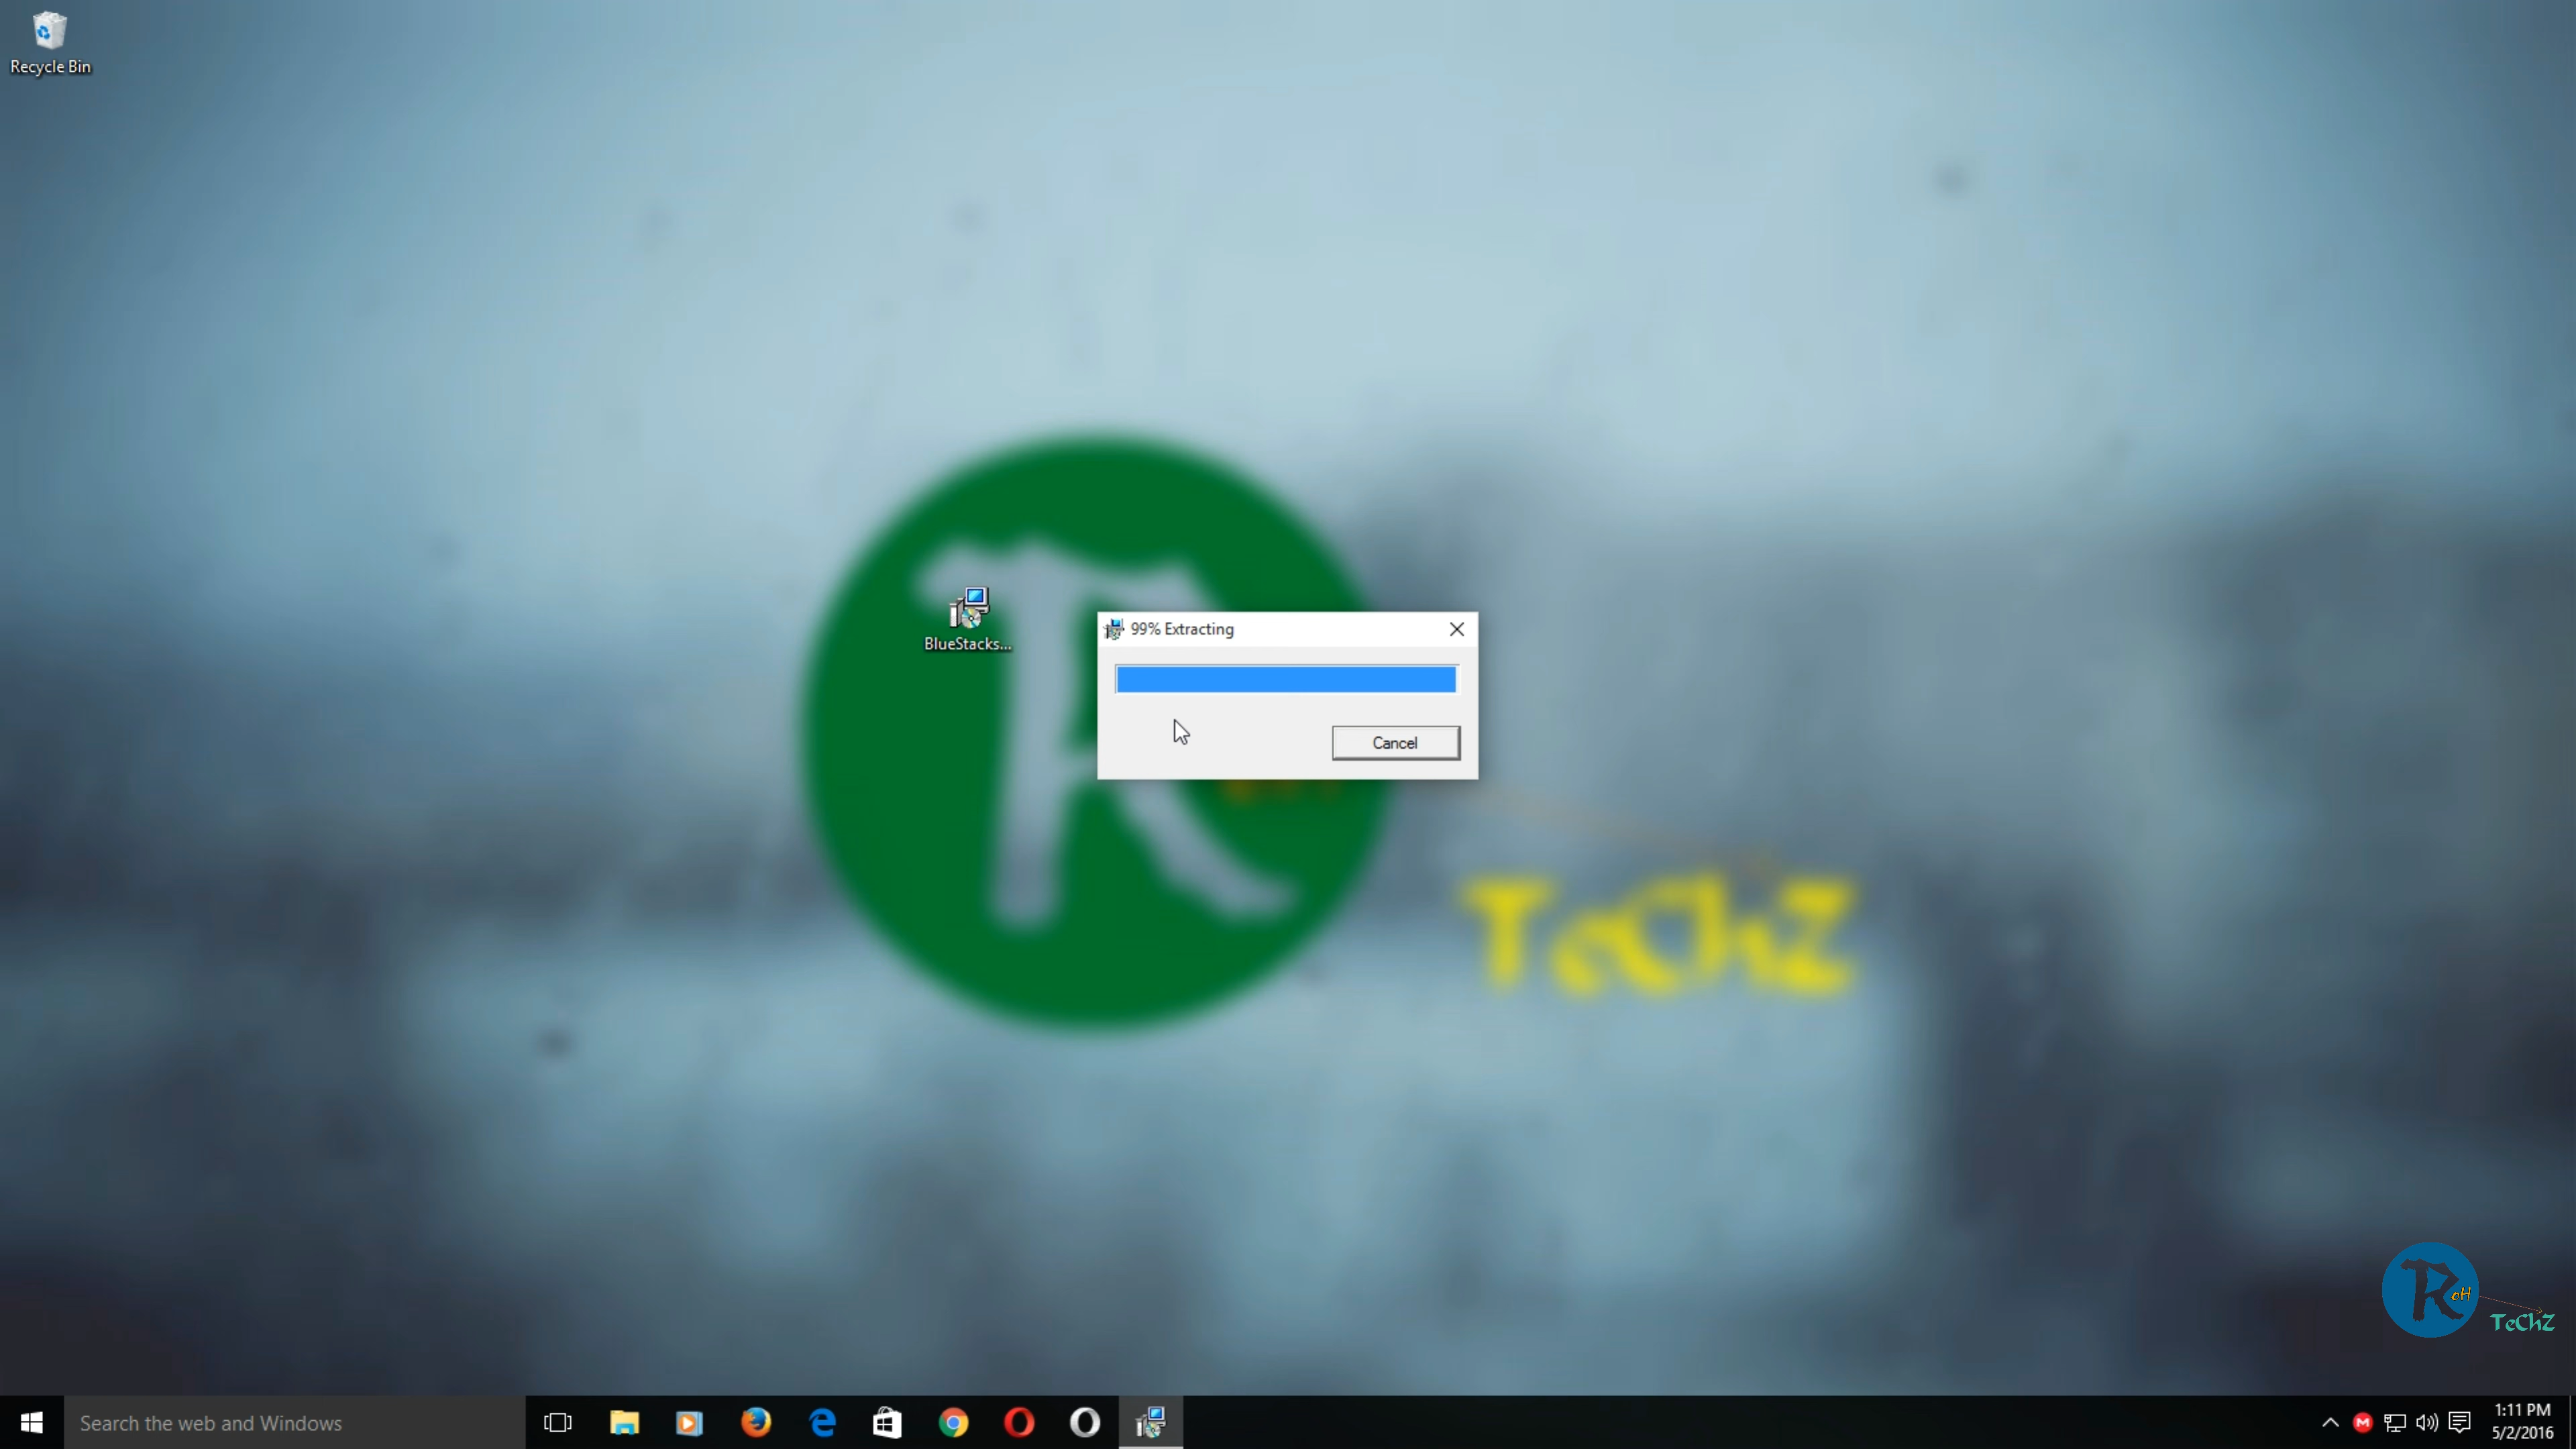 Recycle Bin
BlueStacks...
99% Extracting
Cancel
TeChZ
R oH
TeChZ
Search the web and Windows
1:11 PM
5/2/2016